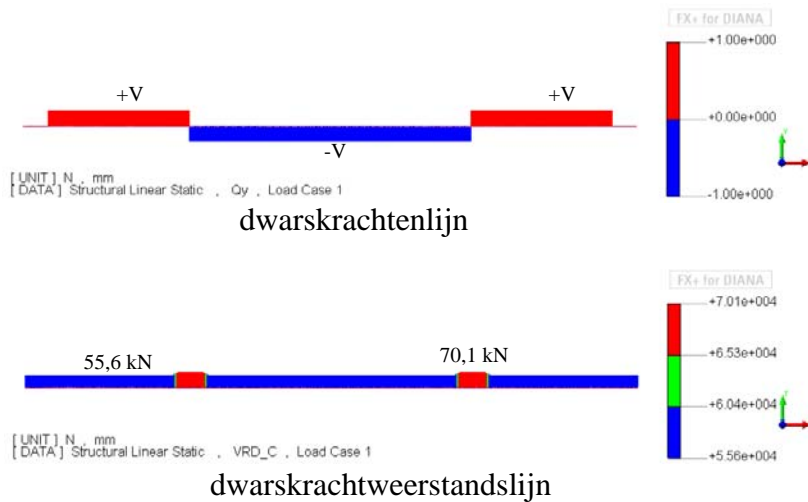 FX+ for DIANA
+1.00e+000
+V
+V
+0.00e+000
-V
[ UNIT ] N , mm
[ DATA ] Structural Linear Static , Qy , Load Case 1
-1.00e+000
dwarskrachtenlijn
FX+ for DIANA
+7.01e+004
55,6 kN
70,1 kN
+6.53e+004
+6.04e+004
[ UNIT ] N , mm
[ DATA ] Structural Linear Static , VRD_C , Load Case 1
+5.56e+004
dwarskrachtweerstandslijn